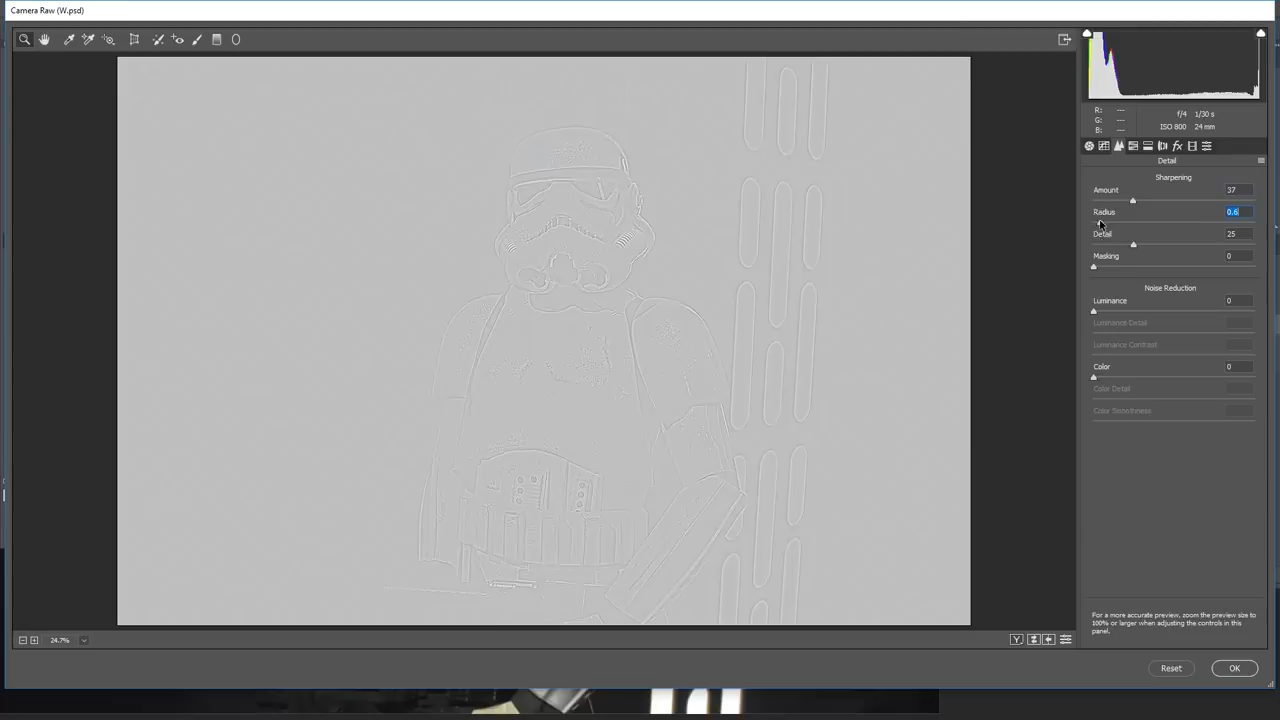 Camera Raw (W.psd)
R: ---
G: ---
B: ---
f/4 1/30 s
ISO 800 24 mm
Detail
Sharpening
Amount 37
Radius 0.6
Detail 25
Masking 0
Noise Reduction
Luminance 0
Luminance Detail
Luminance Contrast
Color 0
Color Detail
Color Smoothness
For a more accurate preview, zoom the preview size to
100% or larger when adjusting the controls in this
panel.
24.7%
Y
Reset
OK